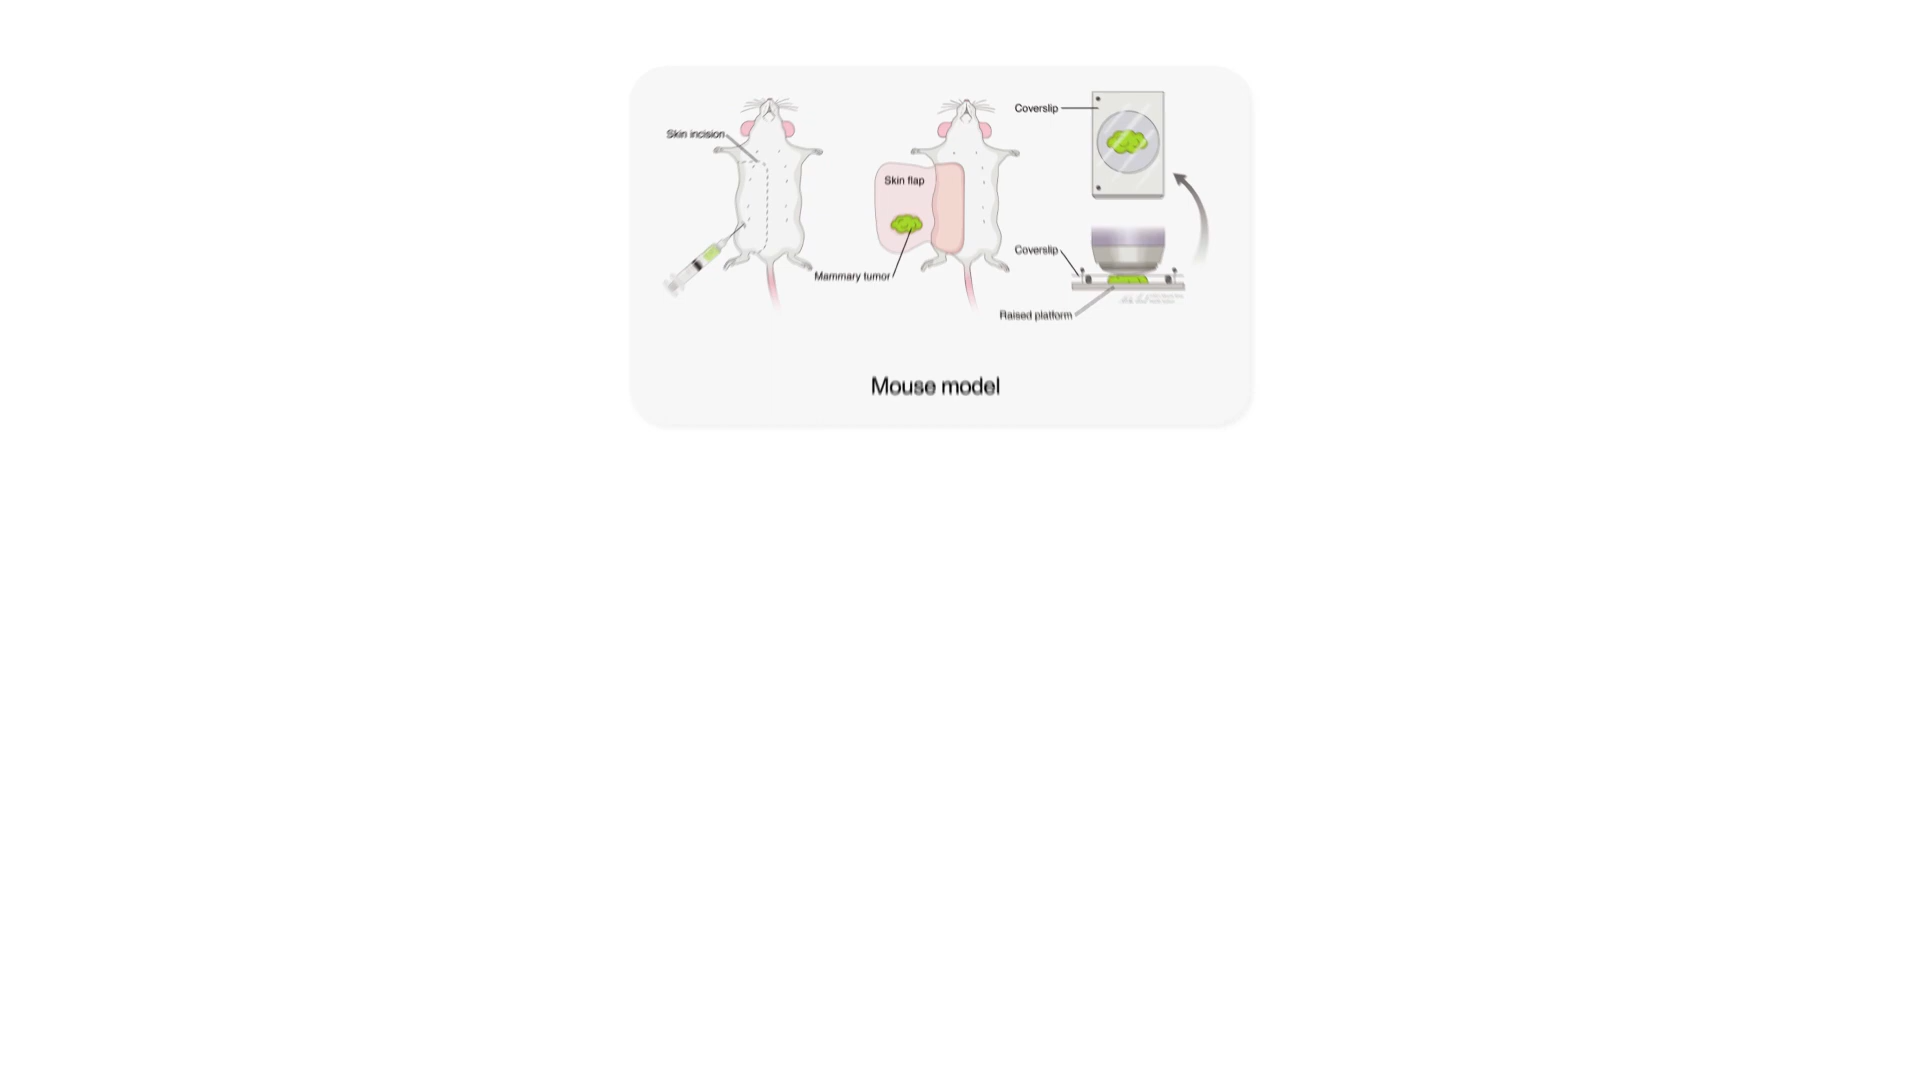 Skin incision
Skin flap
Mammary tumor
Coverslip
Coverslip
Raised platform
Mouse model